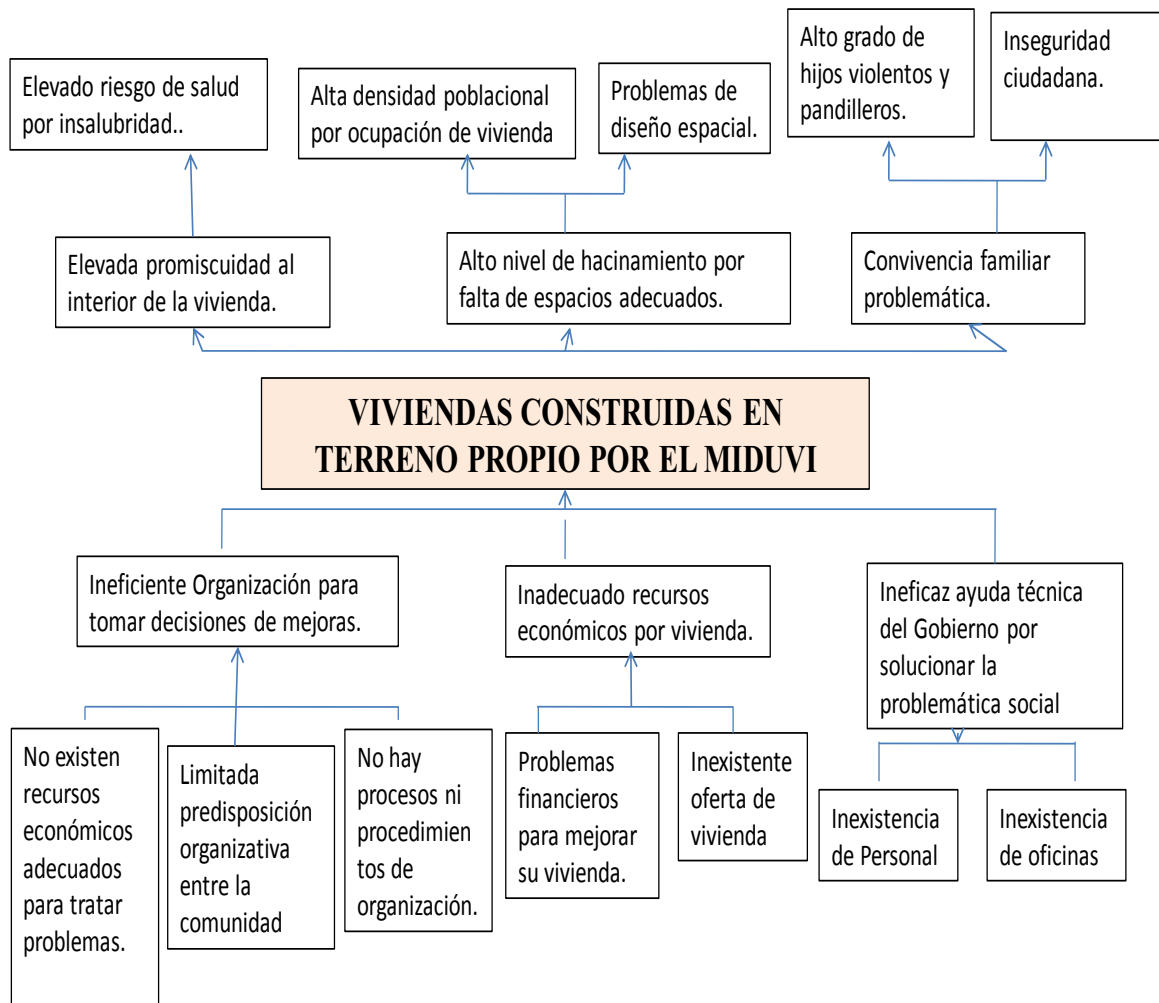 Elevado riesgo de salud
por insalubridad..
Alta densidad poblacional
por ocupación de vivienda
Problemas de
diseño espacial.
Alto grado de
hijos violentos y
pandilleros.
Inseguridad
ciudadana.
Elevada promiscuidad al
interior de la vivienda.
Alto nivel de hacinamiento por
falta de espacios adecuados.
Convivencia familiar
problemática.
VIVIENDAS CONSTRUIDAS EN
TERRENO PROPIO POR EL MIDUVI
Ineficiente Organización para
tomar decisiones de mejoras.
Inadecuado recursos
económicos por vivienda.
Ineficaz ayuda técnica
del Gobierno por
solucionar la
problemática social
No existen
recursos
económicos
adecuados
para tratar
problemas.
Limitada
predisposición
organizativa
entre la
comunidad
No hay
procesos ni
procedimien
tos de
organización.
Problemas
financieros
para mejorar
su vivienda.
Inexistente
oferta de
vivienda
Inexistencia
de Personal
Inexistencia
de oficinas